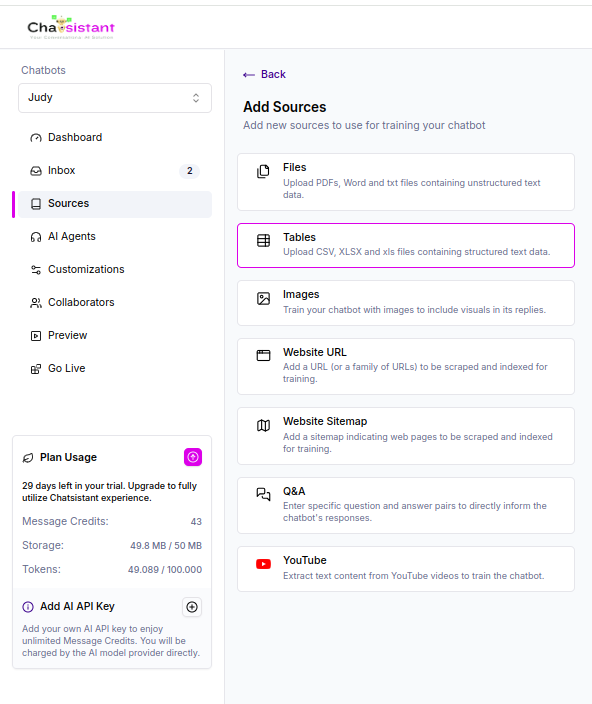 Chatsistant
Your Conversational AI Solution
Chatbots
Judy
Dashboard
Inbox 2
Sources
AI Agents
Customizations
Collaborators
Preview
Go Live
Plan Usage
29 days left in your trial. Upgrade to fully
utilize Chatsistant experience.
Message Credits: 43
Storage: 49.8 MB / 50 MB
Tokens: 49.089 / 100.000
Add AI API Key
Add your own AI API key to enjoy
unlimited Message Credits. You will be
charged by the AI model provider directly.
Back
Add Sources
Add new sources to use for training your chatbot
Files
Upload PDFs, Word and txt files containing unstructured text
data.
Tables
Upload CSV, XLSX and xls files containing structured text data.
Images
Train your chatbot with images to include visuals in its replies.
Website URL
Add a URL (or a family of URLs) to be scraped and indexed for
training.
Website Sitemap
Add a sitemap indicating web pages to be scraped and indexed
for training.
Q&A
Enter specific question and answer pairs to directly inform the
chatbot's responses.
YouTube
Extract text content from YouTube videos to train the chatbot.